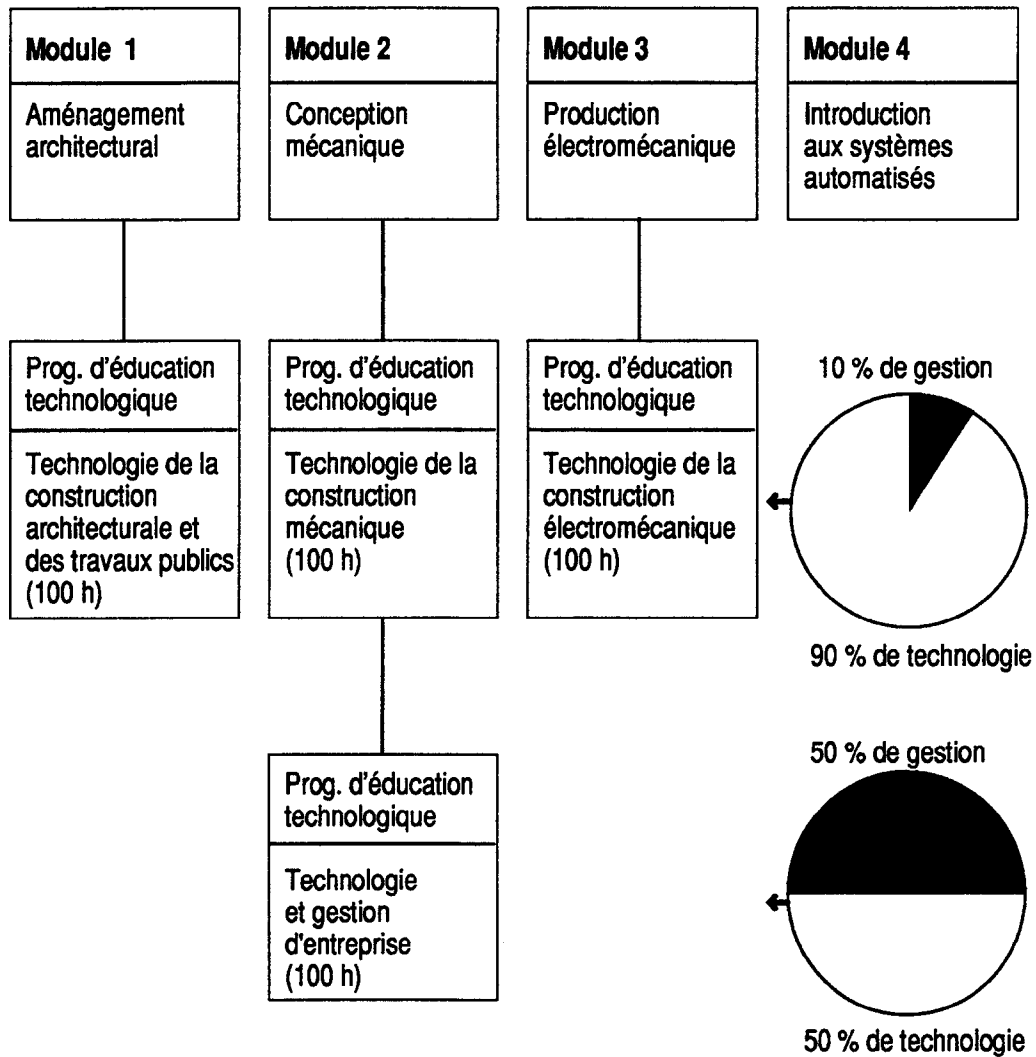 Module 1
Aménagement
architectural
Module 2
Conception
mécanique
Module 3
Production
électromécanique
Module 4
Introduction
aux systèmes
automatisés
Prog. d'éducation
technologique
Technologie de la
construction
architecturale et
des travaux publics
(100 h)
Prog. d'éducation
technologique
Technologie de la
construction
mécanique
(100 h)
Prog. d'éducation
technologique
Technologie de la
construction
électromécanique
(100 h)
10 % de gestion
90 % de technologie
Prog. d'éducation
technologique
Technologie
et gestion
d'entreprise
(100 h)
50 % de gestion
50 % de technologie